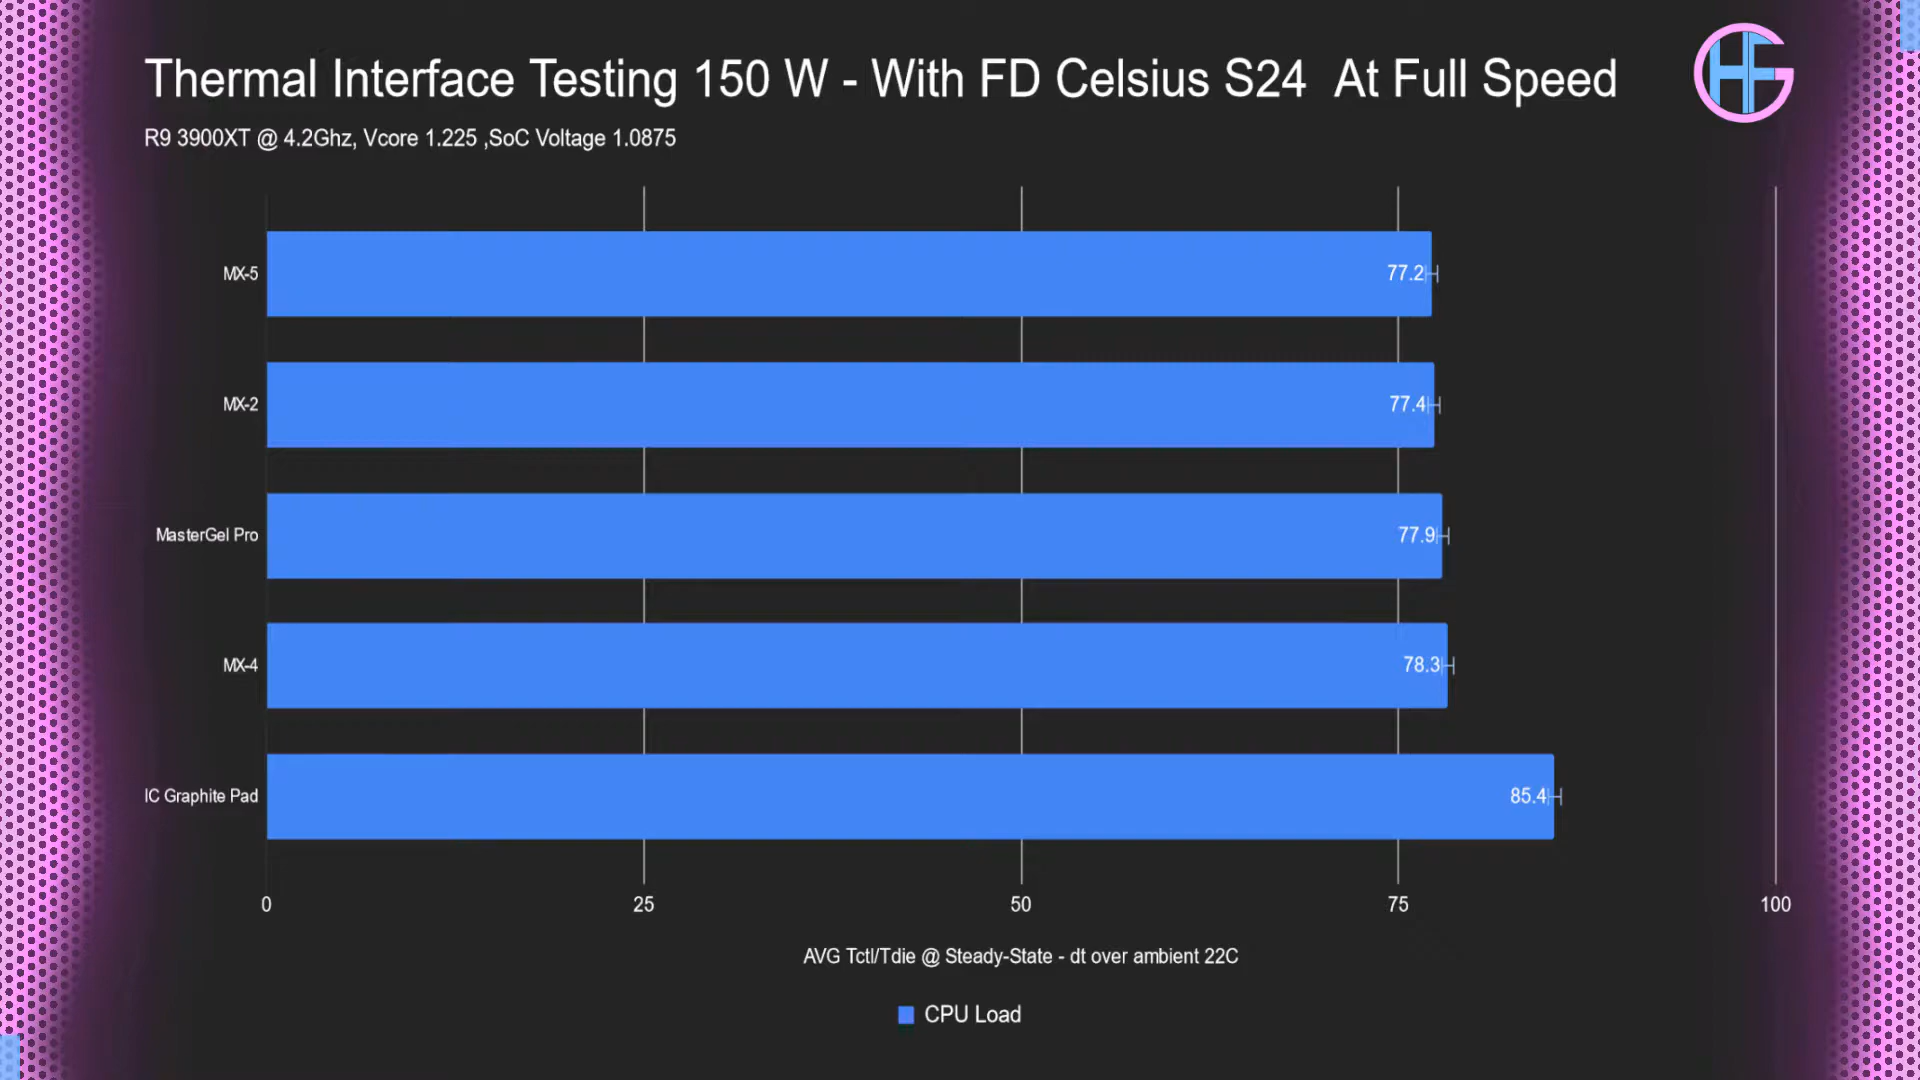 Thermal Interface Testing 150 W - With FD Celsius S24  At Full Speed
HFG
R9 3900XT @ 4.2Ghz, Vcore 1.225 ,SoC Voltage 1.0875
MX-5
77.2
MX-2
77.4
MasterGel Pro
77.9
MX-4
78.3
IC Graphite Pad
85.4
0
25
50
75
100
AVG Tctl/Tdie @ Steady-State - dt over ambient 22C
CPU Load